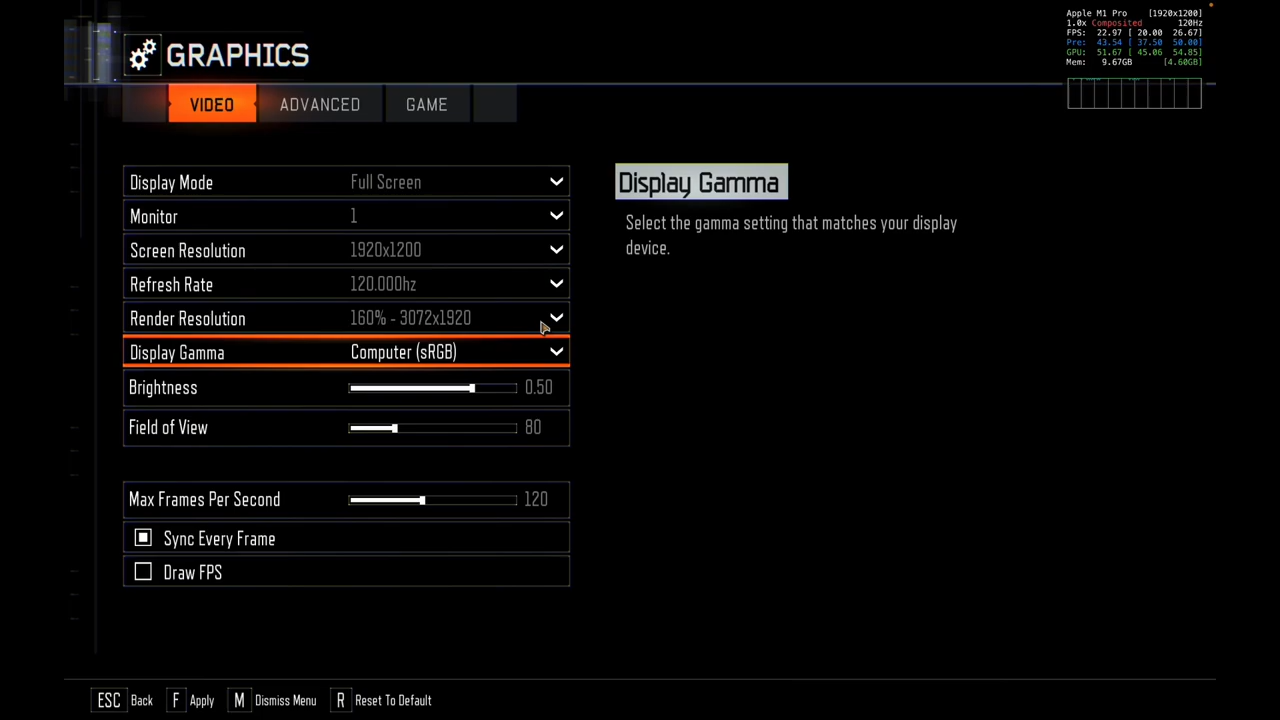 GRAPHICS
Apple M1 Pro [1920x1200]
1.0x Composited 120Hz
FPS: 22.97 [ 20.00 26.67]
Pre: 43.54 [ 37.50 50.00]
GPU: 51.67 [ 45.06 54.85]
Mem: 9.67GB [4.60GB]
VIDEO ADVANCED GAME
Display Mode Full Screen
Monitor 1
Screen Resolution 1920x1200
Refresh Rate 120.000hz
Render Resolution 160% - 3072x1920
Display Gamma Computer (sRGB)
Brightness 0.50
Field of View 80
Max Frames Per Second 120
Sync Every Frame
Draw FPS
Display Gamma
Select the gamma setting that matches your display
device.
ESC Back F Apply M Dismiss Menu R Reset To Default